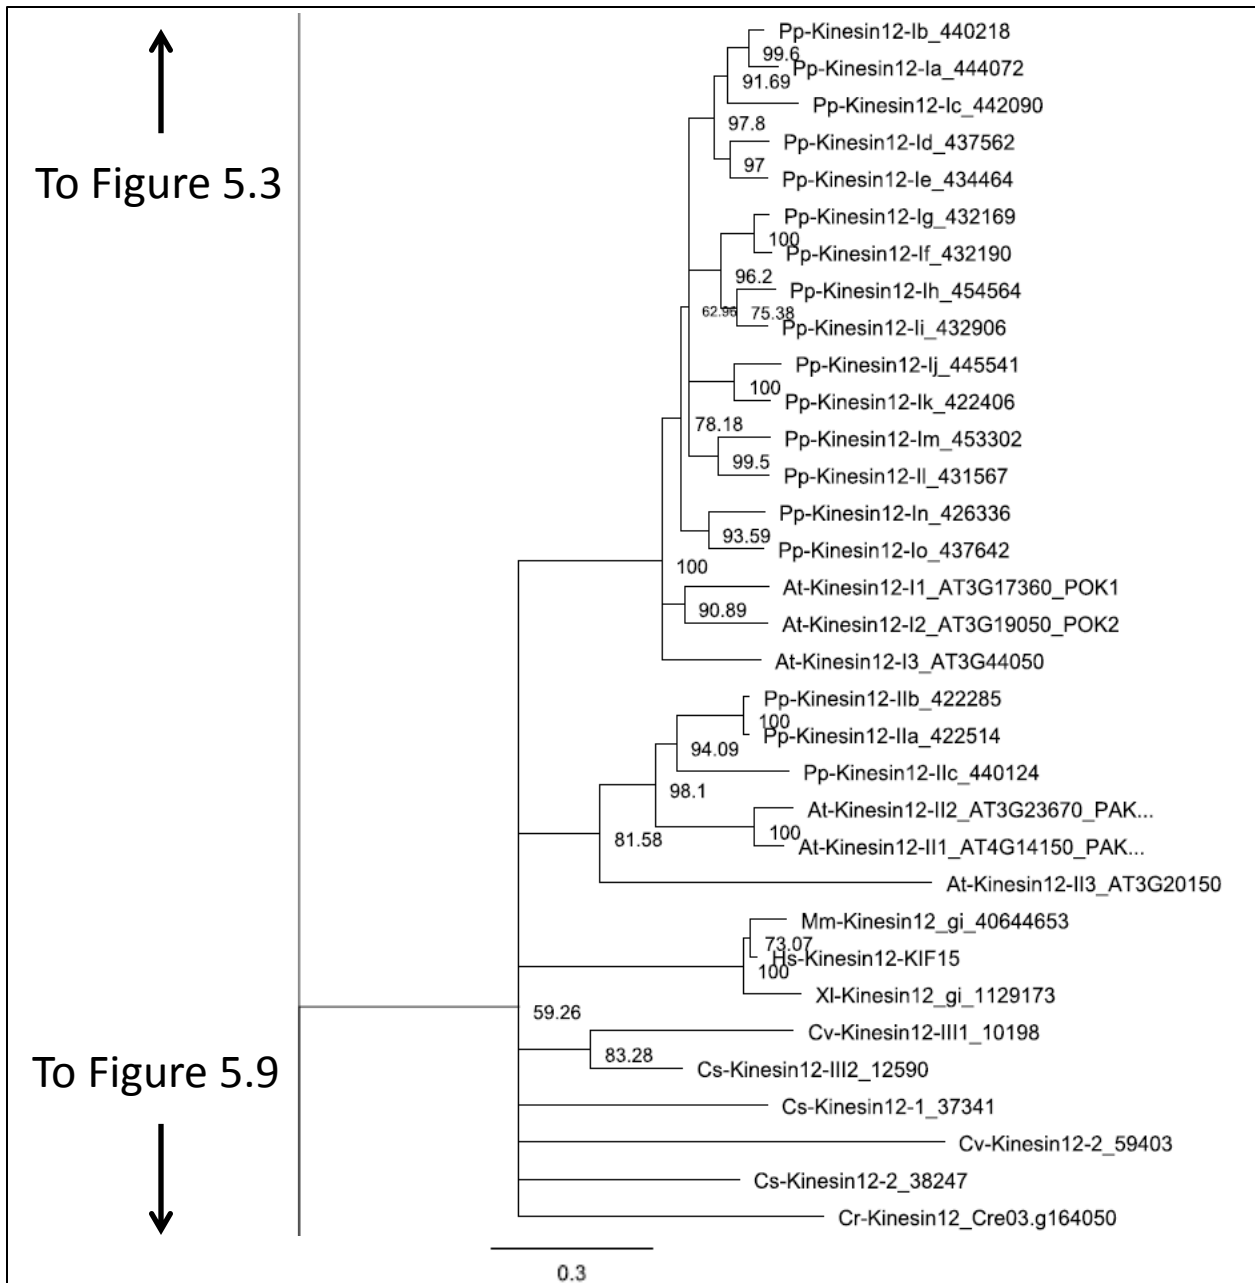 To Figure 5.3
Pp-Kinesin12-Ib_440218
99.6
Pp-Kinesin12-Ia_444072
91.69
Pp-Kinesin12-Ic_442090
97.8
Pp-Kinesin12-Id_437562
97
Pp-Kinesin12-Ie_434464
Pp-Kinesin12-Ig_432169
100
Pp-Kinesin12-If_432190
96.2
Pp-Kinesin12-Ih_454564
62.96
75.38
Pp-Kinesin12-Ii_432906
Pp-Kinesin12-Ij_445541
100
Pp-Kinesin12-Ik_422406
78.18
Pp-Kinesin12-Im_453302
99.5
Pp-Kinesin12-Il_431567
Pp-Kinesin12-In_426336
93.59
Pp-Kinesin12-Io_437642
100
At-Kinesin12-I1_AT3G17360_POK1
90.89
At-Kinesin12-I2_AT3G19050_POK2
At-Kinesin12-I3_AT3G44050
Pp-Kinesin12-IIb_422285
100
Pp-Kinesin12-IIa_422514
94.09
Pp-Kinesin12-IIc_440124
98.1
At-Kinesin12-II2_AT3G23670_PAK...
100
81.58
At-Kinesin12-II1_AT4G14150_PAK...
At-Kinesin12-II3_AT3G20150
Mm-Kinesin12_gi_40644653
73.07
Hs-Kinesin12-KIF15
100
Xl-Kinesin12_gi_1129173
59.26
Cv-Kinesin12-III1_10198
83.28
Cs-Kinesin12-III2_12590
To Figure 5.9
Cs-Kinesin12-1_37341
Cv-Kinesin12-2_59403
Cs-Kinesin12-2_38247
Cr-Kinesin12_Cre03.g164050
0.3